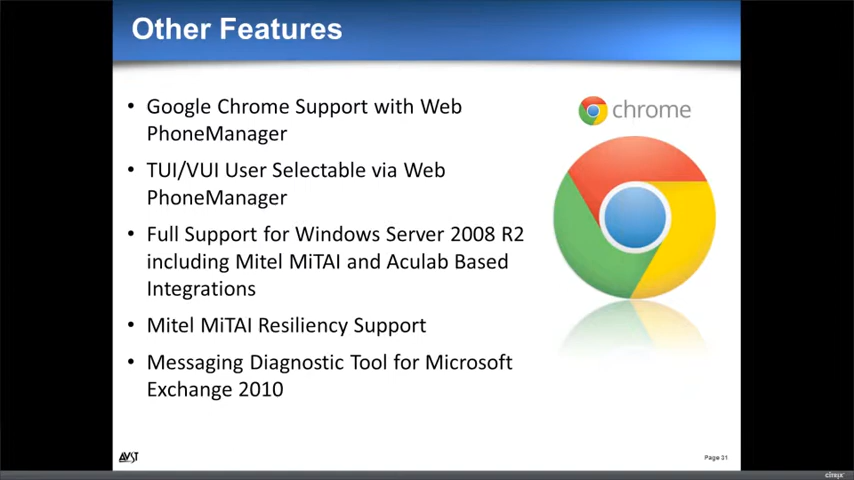 Other Features
• Google Chrome Support with Web
PhoneManager
chrome
• TUI/VUI User Selectable via Web
PhoneManager
• Full Support for Windows Server 2008 R2
including Mitel MiTAI and Aculab Based
Integrations
• Mitel MiTAI Resiliency Support
• Messaging Diagnostic Tool for Microsoft
Exchange 2010
AVST
Page 31
citrix